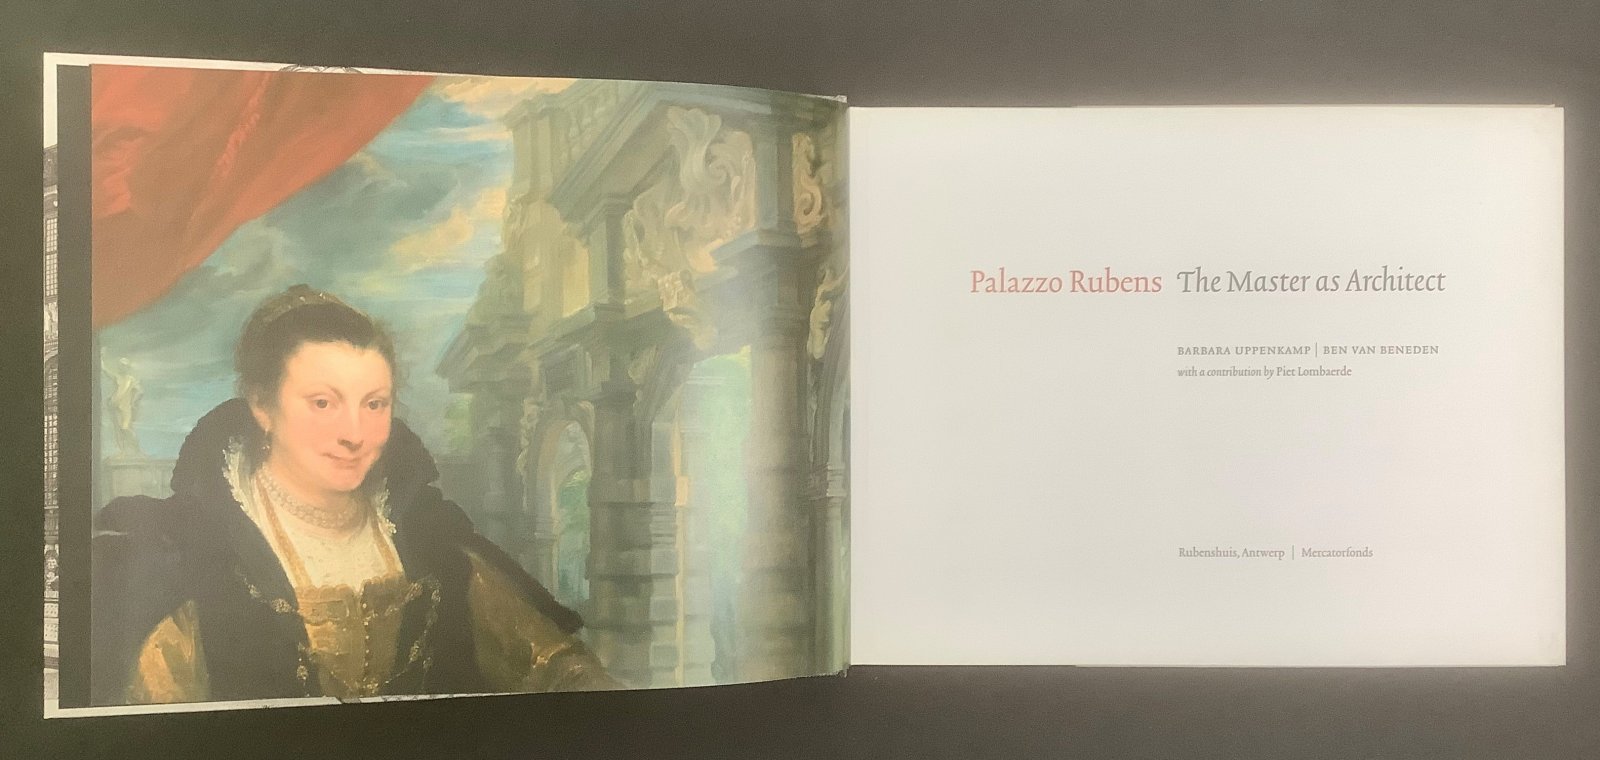 Palazzo Rubens The Master as Architect
BARBARA UPPENKAMP | BEN VAN BENEDEN
with a contribution by Piet Lombaerde
Rubenshuis, Antwerp | Mercatorfonds